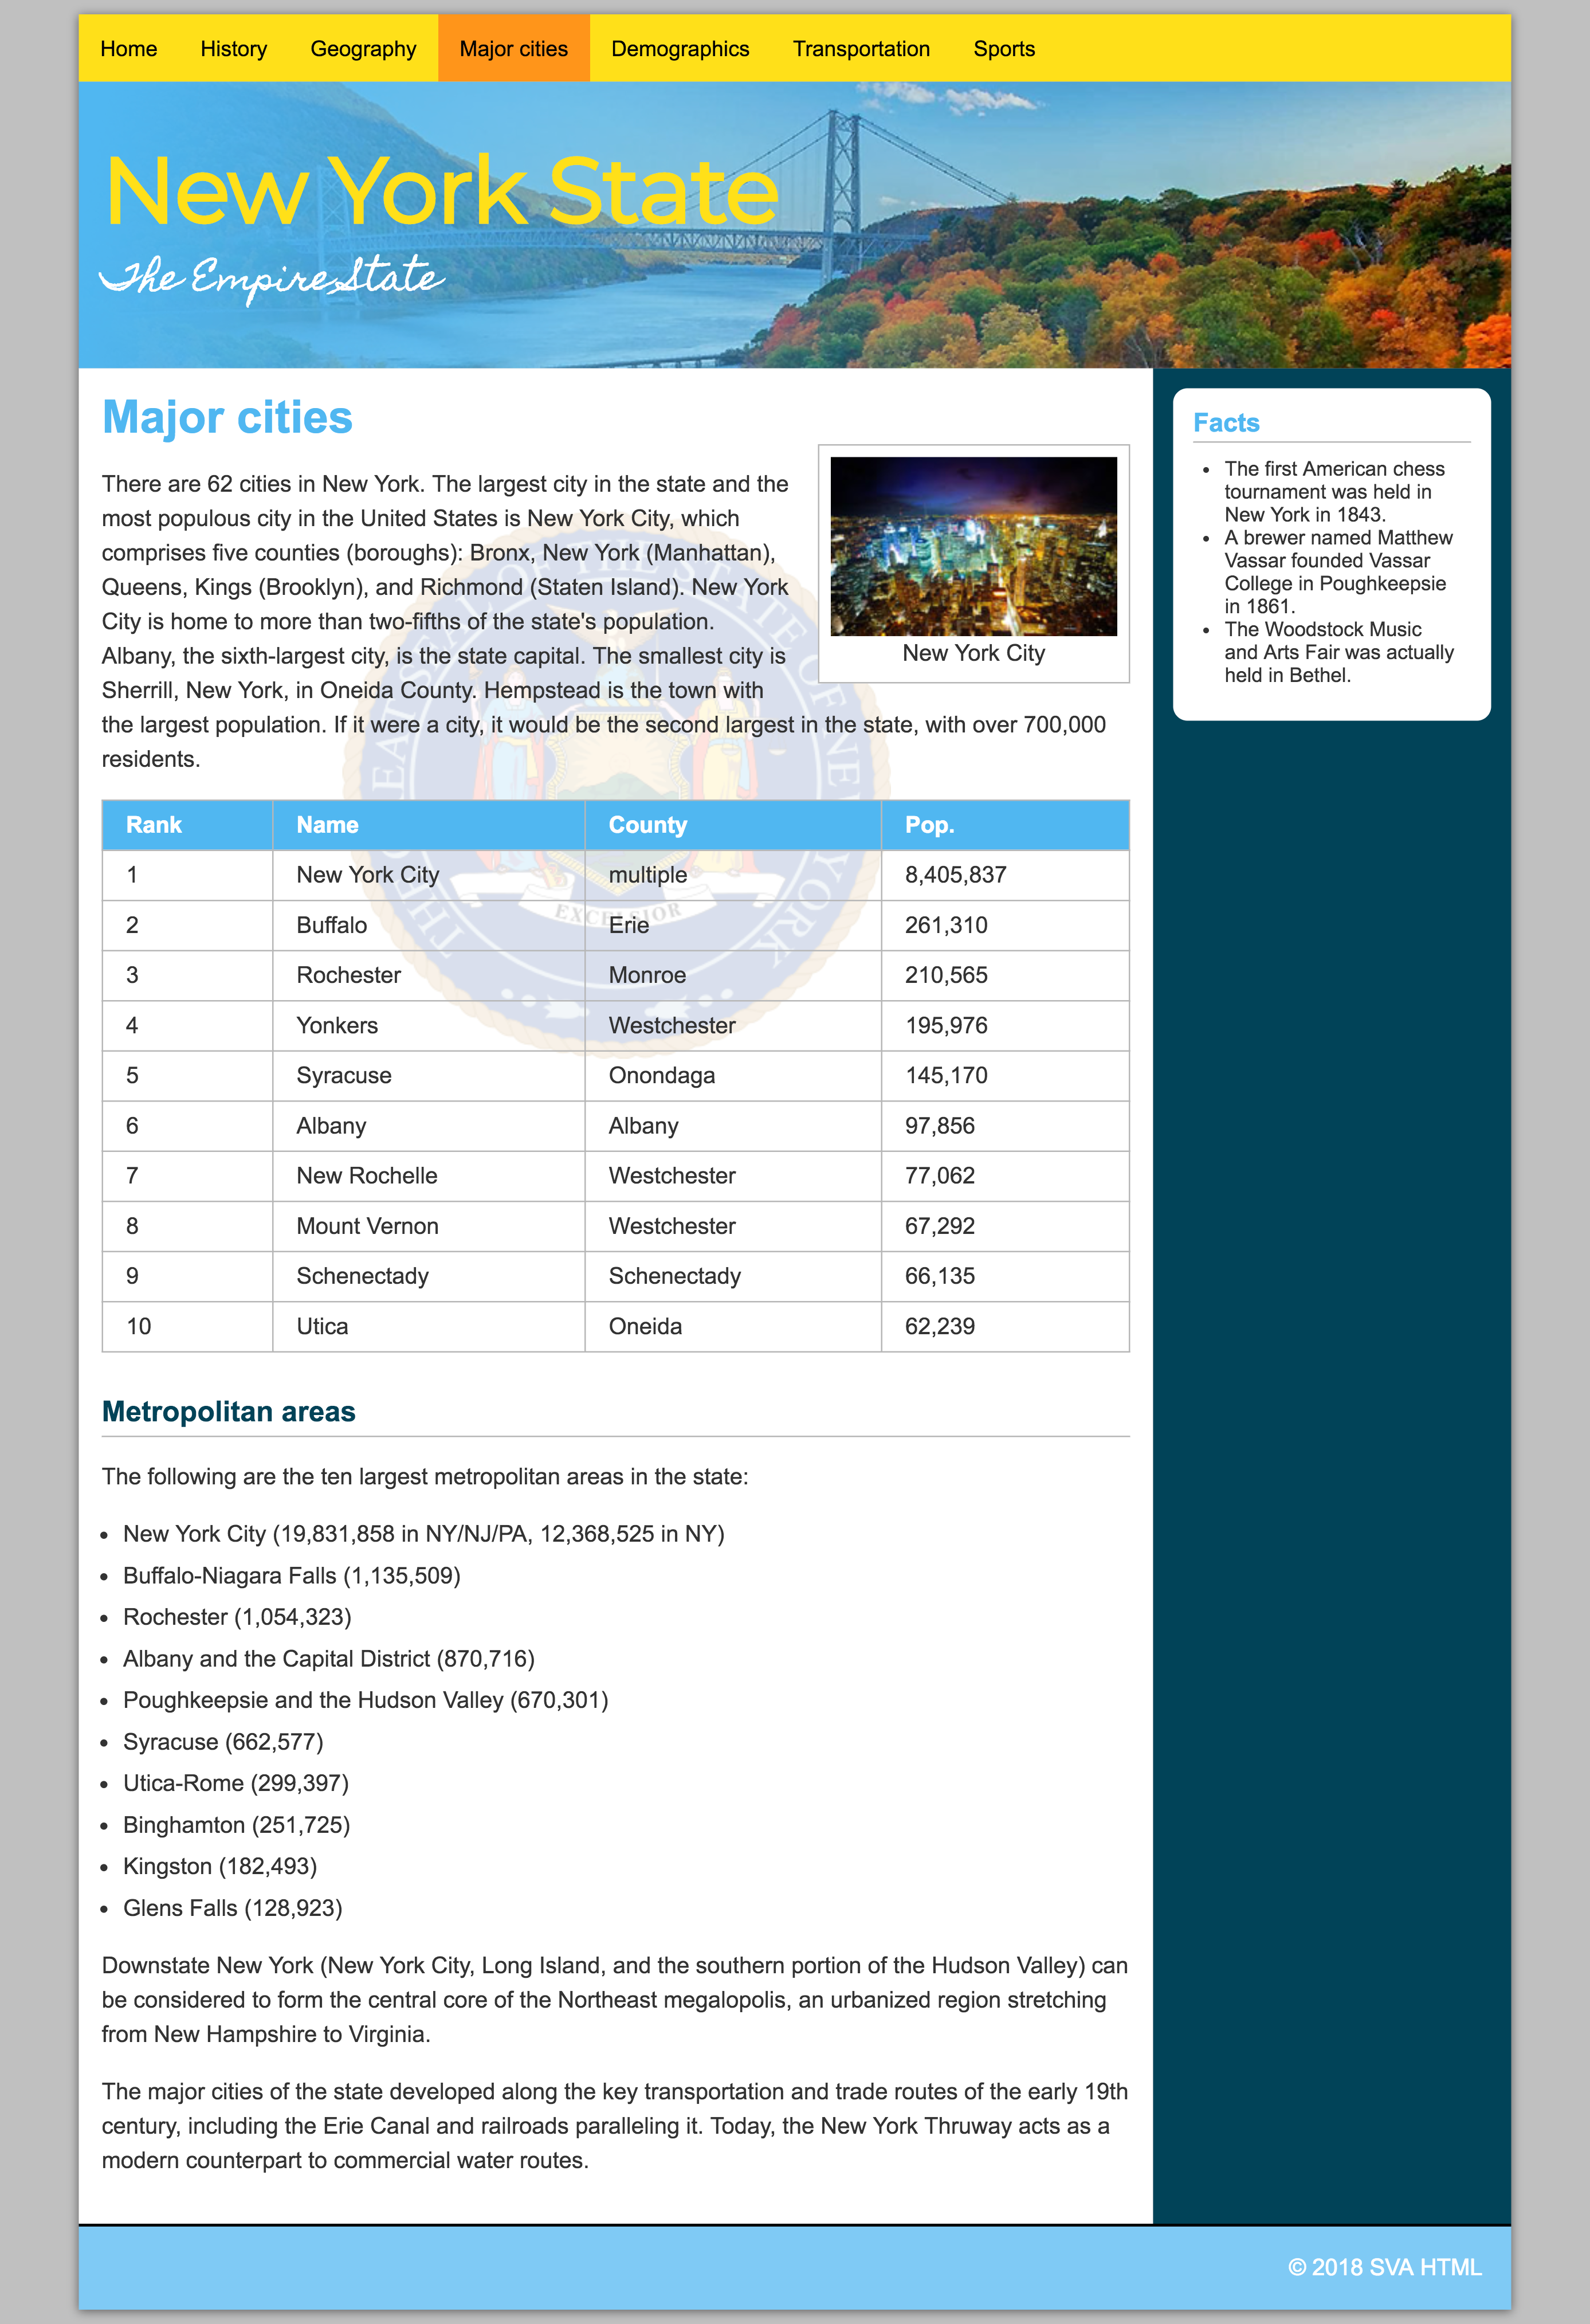 Home History Geography Major cities Demographics Transportation Sports
New York State
The Empire State
Major cities
There are 62 cities in New York. The largest city in the state and the
most populous city in the United States is New York City, which
comprises five counties (boroughs): Bronx, New York (Manhattan),
Queens, Kings (Brooklyn), and Richmond (Staten Island). New York
City is home to more than two-fifths of the state's population.
Albany, the sixth-largest city, is the state capital. The smallest city is
Sherrill, New York, in Oneida County. Hempstead is the town with
the largest population. If it were a city, it would be the second largest in the state, with over 700,000
residents.
New York City
THE GREAT SEAL OF THE STATE OF NEW YORK
EXCELSIOR
Rank Name County Pop.
1 New York City multiple 8,405,837
2 Buffalo Erie 261,310
3 Rochester Monroe 210,565
4 Yonkers Westchester 195,976
5 Syracuse Onondaga 145,170
6 Albany Albany 97,856
7 New Rochelle Westchester 77,062
8 Mount Vernon Westchester 67,292
9 Schenectady Schenectady 66,135
10 Utica Oneida 62,239
Metropolitan areas
The following are the ten largest metropolitan areas in the state:
• New York City (19,831,858 in NY/NJ/PA, 12,368,525 in NY)
• Buffalo-Niagara Falls (1,135,509)
• Rochester (1,054,323)
• Albany and the Capital District (870,716)
• Poughkeepsie and the Hudson Valley (670,301)
• Syracuse (662,577)
• Utica-Rome (299,397)
• Binghamton (251,725)
• Kingston (182,493)
• Glens Falls (128,923)
Downstate New York (New York City, Long Island, and the southern portion of the Hudson Valley) can
be considered to form the central core of the Northeast megalopolis, an urbanized region stretching
from New Hampshire to Virginia.
The major cities of the state developed along the key transportation and trade routes of the early 19th
century, including the Erie Canal and railroads paralleling it. Today, the New York Thruway acts as a
modern counterpart to commercial water routes.
Facts
• The first American chess
tournament was held in
New York in 1843.
• A brewer named Matthew
Vassar founded Vassar
College in Poughkeepsie
in 1861.
• The Woodstock Music
and Arts Fair was actually
held in Bethel.
© 2018 SVA HTML